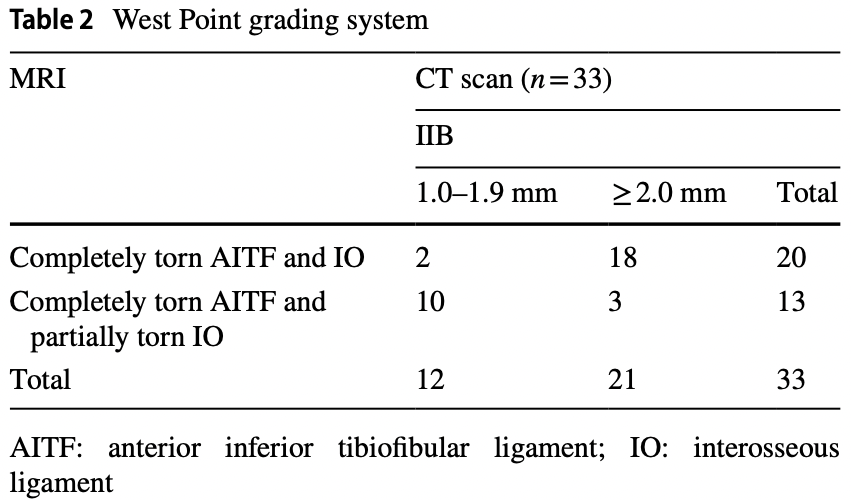 Table 2 West Point grading system
MRI CT scan (n=33)
IIB
1.0–1.9 mm ≥2.0 mm Total
Completely torn AITF and IO 2 18 20
Completely torn AITF and 10 3 13
partially torn IO
Total 12 21 33
AITF: anterior inferior tibiofibular ligament; IO: interosseous
ligament